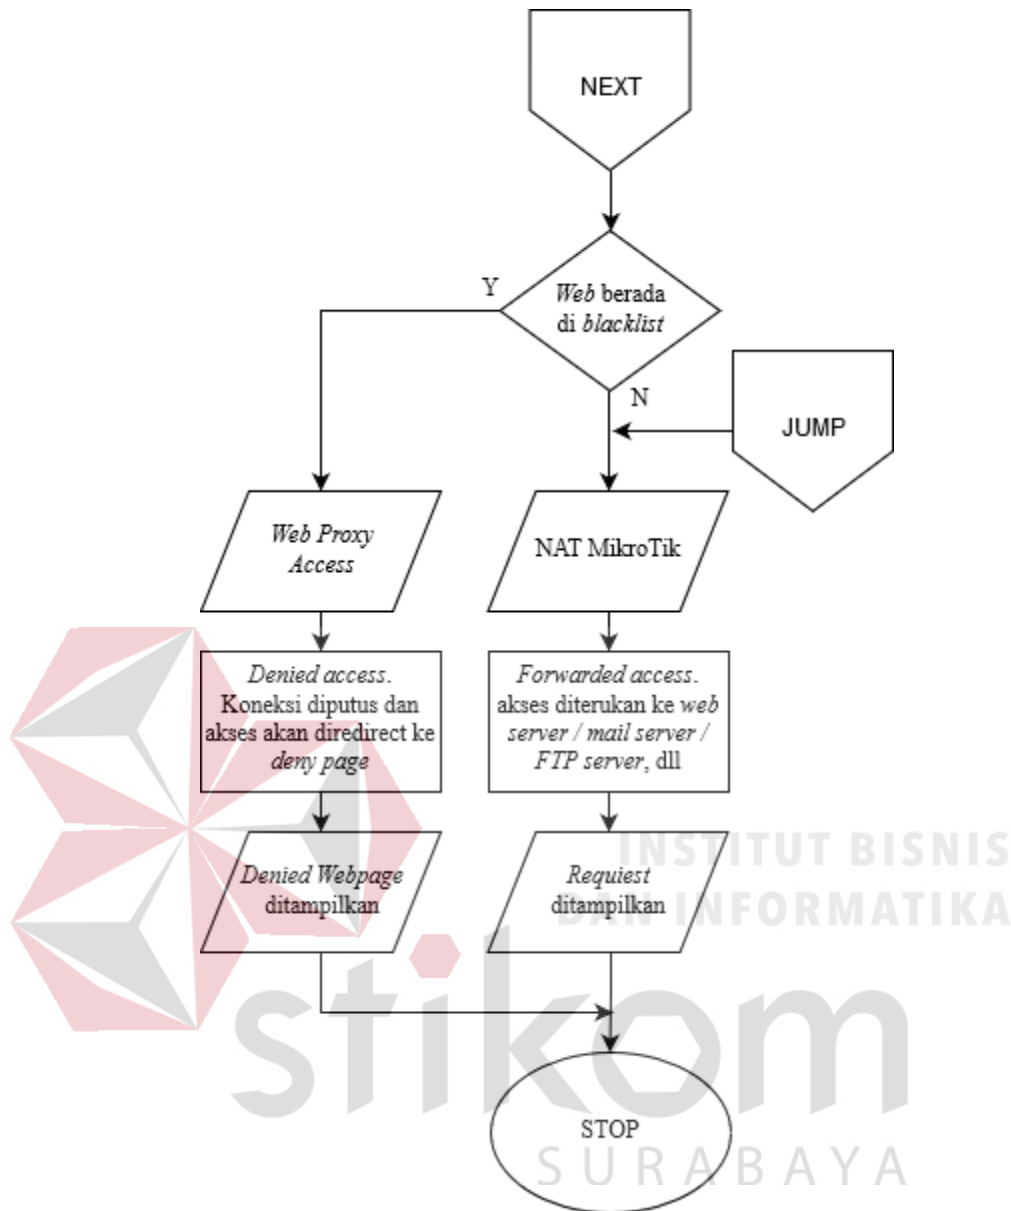 NEXT
Y
Web berada
di blacklist
N
JUMP
Web Proxy
Access
NAT MikroTik
Denied access.
Koneksi diputus dan
akses akan diredirect ke
deny page
Forwarded access.
akses diterukan ke web
server / mail server /
FTP server, dll
Denied Webpage
ditampilkan
Requiest
ditampilkan
STOP
INSTITUT BISNIS
DAN INFORMATIKA
stikom
SURABAYA